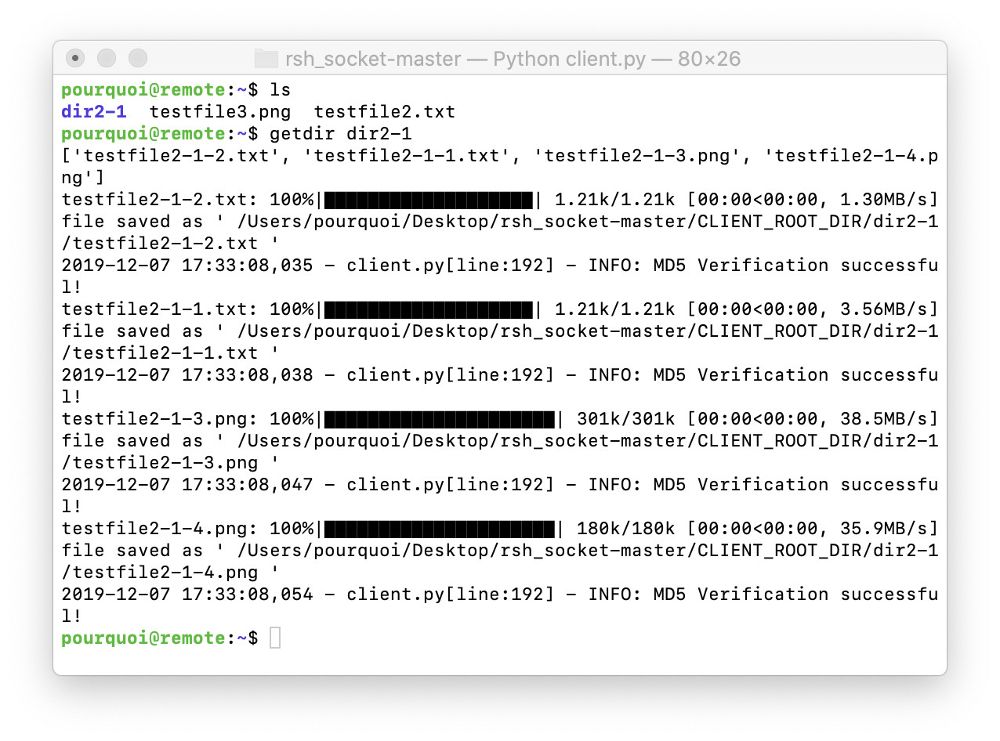 rsh_socket-master — Python client.py — 80×26
pourquoi@remote:~$ ls
dir2-1  testfile3.png  testfile2.txt
pourquoi@remote:~$ getdir dir2-1
['testfile2-1-2.txt', 'testfile2-1-1.txt', 'testfile2-1-3.png', 'testfile2-1-4.p
ng']
testfile2-1-2.txt: 100%|███████████████████| 1.21k/1.21k [00:00<00:00, 1.30MB/s]
file saved as ' /Users/pourquoi/Desktop/rsh_socket-master/CLIENT_ROOT_DIR/dir2-1
/testfile2-1-2.txt '
2019-12-07 17:33:08,035 - client.py[line:192] - INFO: MD5 Verification successfu
l!
testfile2-1-1.txt: 100%|███████████████████| 1.21k/1.21k [00:00<00:00, 3.56MB/s]
file saved as ' /Users/pourquoi/Desktop/rsh_socket-master/CLIENT_ROOT_DIR/dir2-1
/testfile2-1-1.txt '
2019-12-07 17:33:08,038 - client.py[line:192] - INFO: MD5 Verification successfu
l!
testfile2-1-3.png: 100%|█████████████████████| 301k/301k [00:00<00:00, 38.5MB/s]
file saved as ' /Users/pourquoi/Desktop/rsh_socket-master/CLIENT_ROOT_DIR/dir2-1
/testfile2-1-3.png '
2019-12-07 17:33:08,047 - client.py[line:192] - INFO: MD5 Verification successfu
l!
testfile2-1-4.png: 100%|█████████████████████| 180k/180k [00:00<00:00, 35.9MB/s]
file saved as ' /Users/pourquoi/Desktop/rsh_socket-master/CLIENT_ROOT_DIR/dir2-1
/testfile2-1-4.png '
2019-12-07 17:33:08,054 - client.py[line:192] - INFO: MD5 Verification successfu
l!
pourquoi@remote:~$